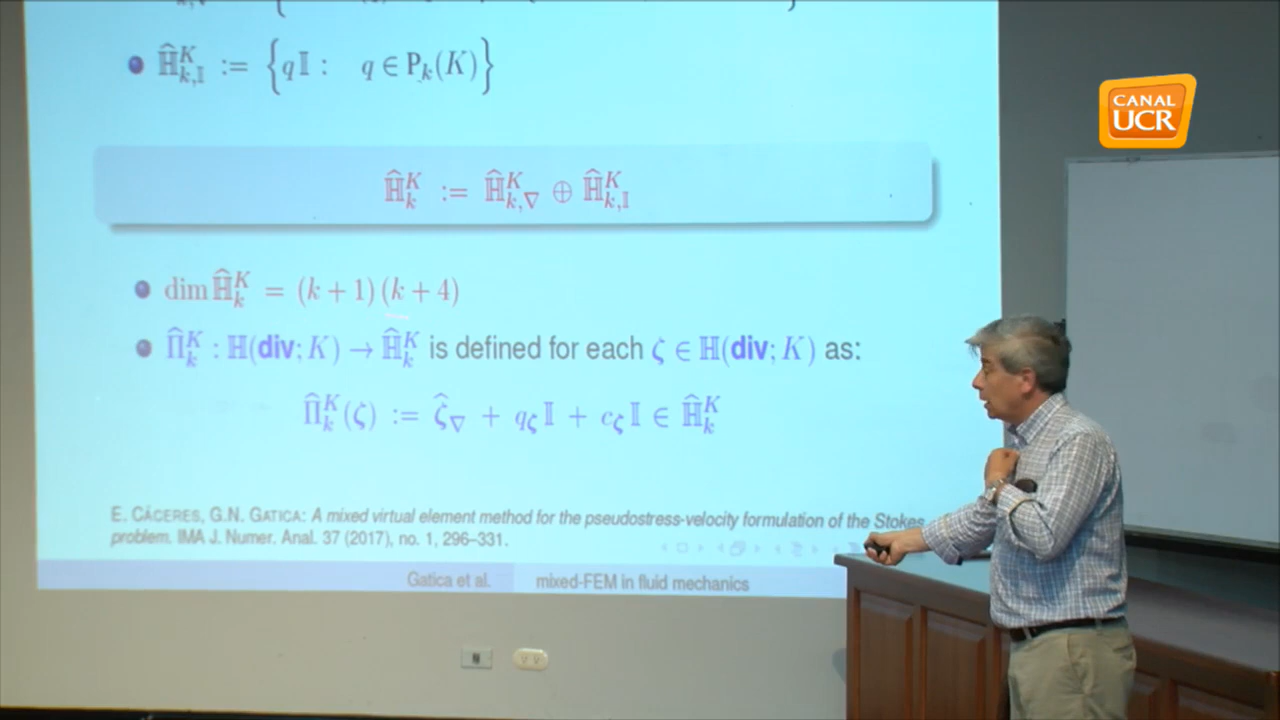 Ĥ^K_{k,𝕀} := { q𝕀 : q ∈ P_k(K) }
CANAL
UCR
Ĥ^K_k := Ĥ^K_{k,∇} ⊕ Ĥ^K_{k,𝕀}
dim Ĥ^K_k = (k + 1)(k + 4)
Π̂^K_k : ℍ(div; K) → Ĥ^K_k is defined for each ζ ∈ ℍ(div; K) as:
Π̂^K_k(ζ) := ζ̂_∇ + q_ζ 𝕀 + c_ζ 𝕀 ∈ Ĥ^K_k
E. CÁCERES, G.N. GATICA: A mixed virtual element method for the pseudostress-velocity formulation of the Stokes
problem. IMA J. Numer. Anal. 37 (2017), no. 1, 296–331.
Gatica et al. mixed-FEM in fluid mechanics